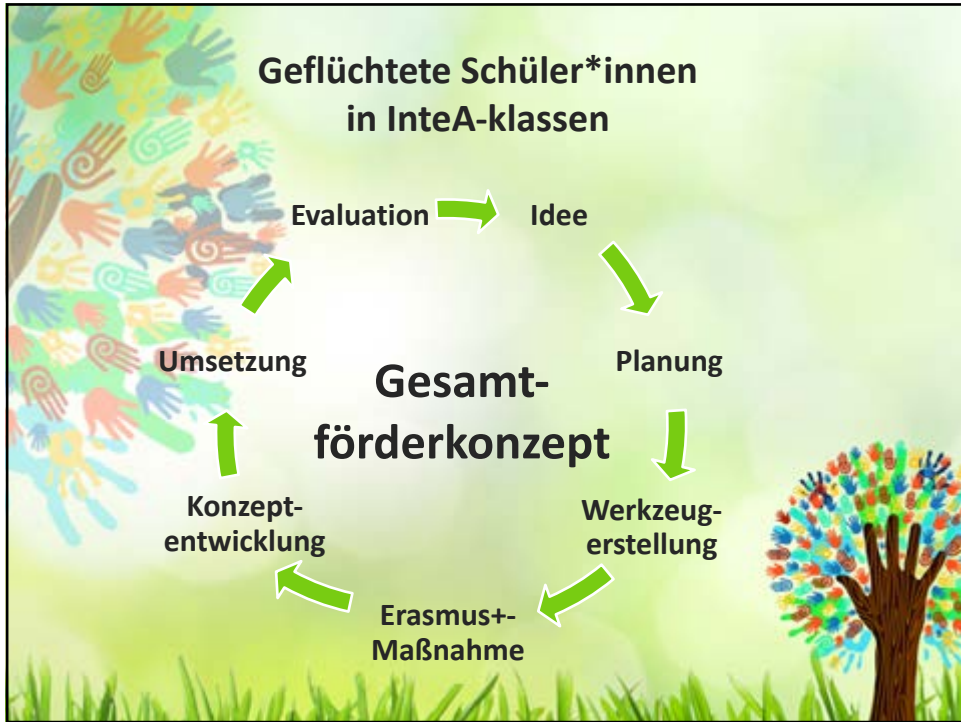 Geflüchtete Schüler*innen
in InteA-klassen
Evaluation
Idee
Planung
Werkzeug-
erstellung
Erasmus+-
Maßnahme
Konzept-
entwicklung
Umsetzung
Gesamt-
förderkonzept